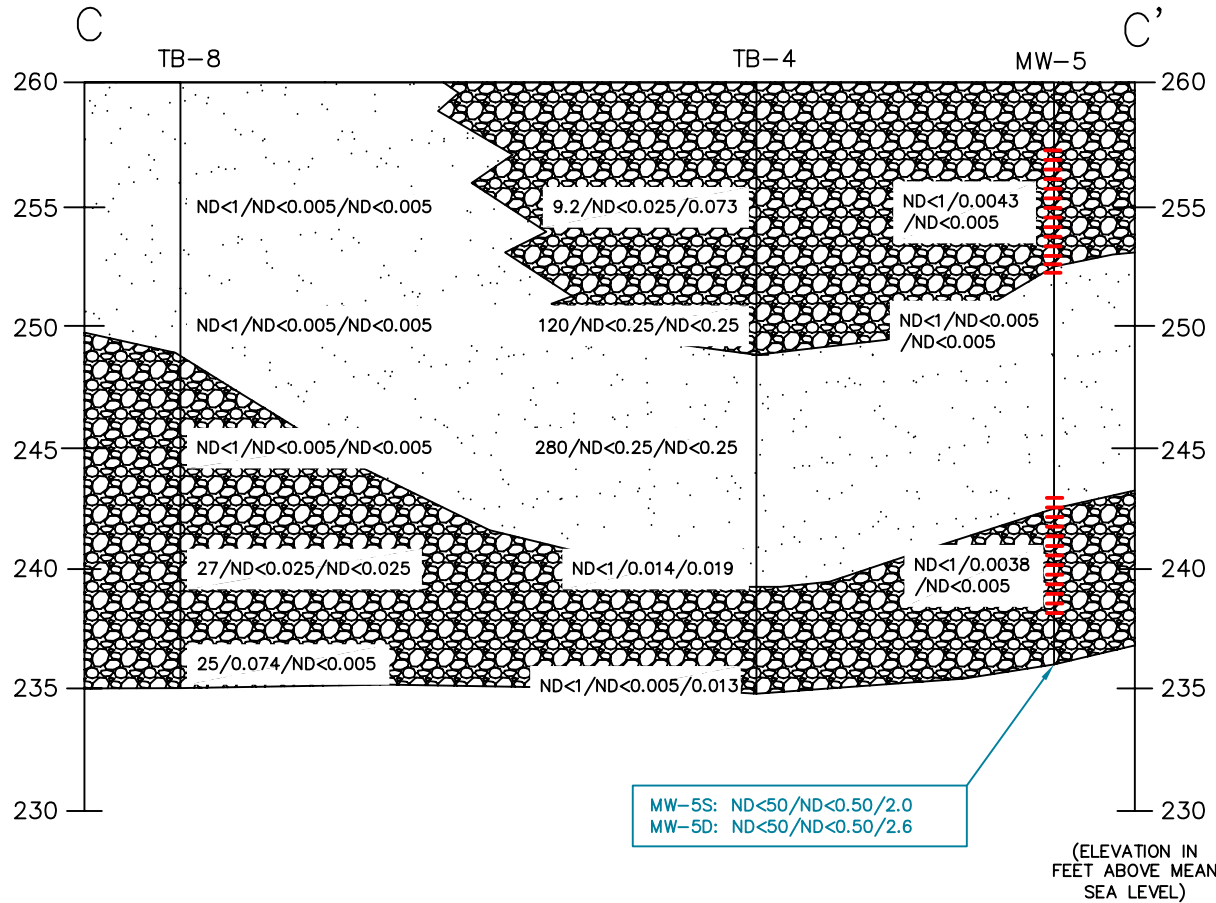 C
C'
TB-8
TB-4
MW-5
260
260
255
ND<1/ND<0.005/ND<0.005
9.2/ND<0.025/0.073
ND<1/0.0043
/ND<0.005
255
250
ND<1/ND<0.005/ND<0.005
120/ND<0.25/ND<0.25
ND<1/ND<0.005
/ND<0.005
250
245
ND<1/ND<0.005/ND<0.005
280/ND<0.25/ND<0.25
245
240
27/ND<0.025/ND<0.025
ND<1/0.014/0.019
ND<1/0.0038
/ND<0.005
240
235
25/0.074/ND<0.005
ND<1/ND<0.005/0.013
235
230
MW-5S: ND<50/ND<0.50/2.0
MW-5D: ND<50/ND<0.50/2.6
230
(ELEVATION IN
FEET ABOVE MEAN
SEA LEVEL)